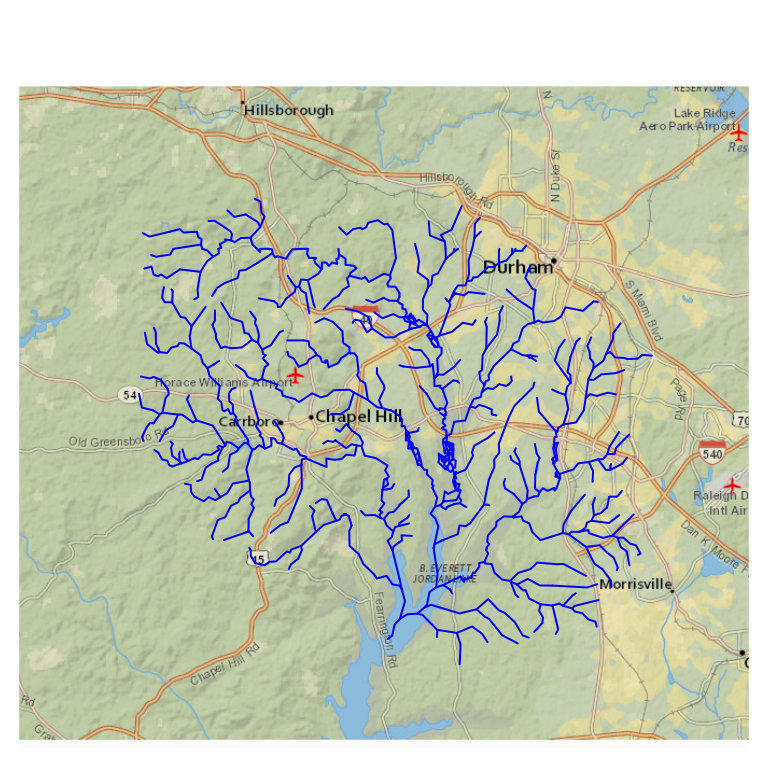 RESERVOIR
Hillsborough
Lake Ridge
Aero Park Airport
Res
N
N Duke St
Hillsborough Rd
Durham
S Miami Blvd
40
Horace Williams Airport
54
Page Rd
Carrboro
Chapel Hill
70
Old Greensboro Rd
540
Raleigh D
Intl Air
Dan K Moore F
15
B. EVERETT
JORDAN LAKE
Morrisville
Fearrington Rd
Chapel Hill Rd
C
Rd
Gra